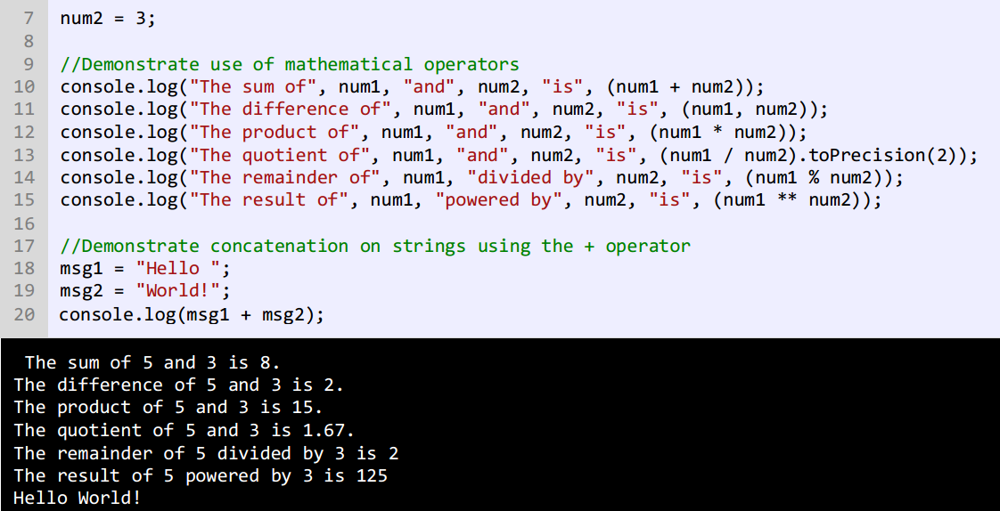 7 num2 = 3;
8
9 //Demonstrate use of mathematical operators
10 console.log("The sum of", num1, "and", num2, "is", (num1 + num2));
11 console.log("The difference of", num1, "and", num2, "is", (num1, num2));
12 console.log("The product of", num1, "and", num2, "is", (num1 * num2));
13 console.log("The quotient of", num1, "and", num2, "is", (num1 / num2).toPrecision(2));
14 console.log("The remainder of", num1, "divided by", num2, "is", (num1 % num2));
15 console.log("The result of", num1, "powered by", num2, "is", (num1 ** num2));
16
17 //Demonstrate concatenation on strings using the + operator
18 msg1 = "Hello ";
19 msg2 = "World!";
20 console.log(msg1 + msg2);
The sum of 5 and 3 is 8.
The difference of 5 and 3 is 2.
The product of 5 and 3 is 15.
The quotient of 5 and 3 is 1.67.
The remainder of 5 divided by 3 is 2
The result of 5 powered by 3 is 125
Hello World!